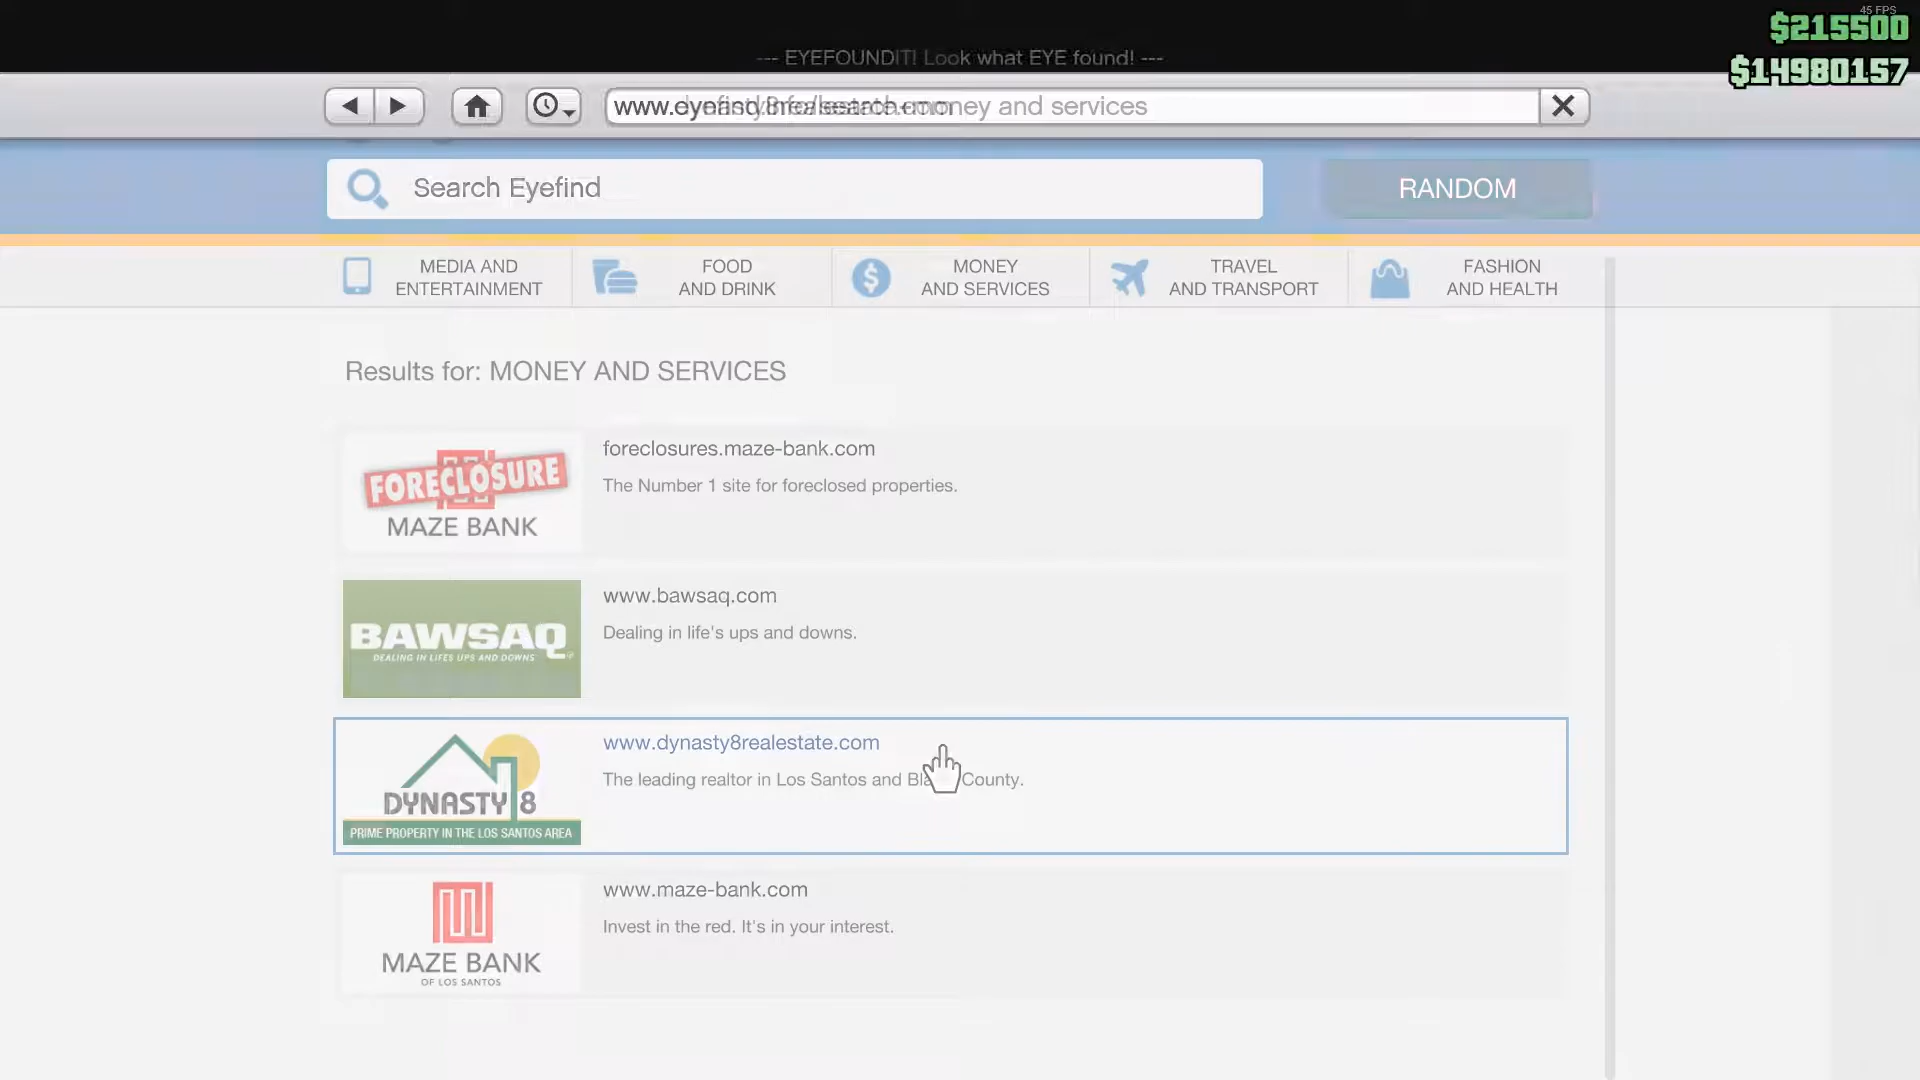 45 FPS
$215500
$14980157
--- EYEFOUNDIT! Look what EYE found! ---
Search Eyefind
RANDOM
MEDIA AND
ENTERTAINMENT
FOOD
AND DRINK
MONEY
AND SERVICES
TRAVEL
AND TRANSPORT
FASHION
AND HEALTH
Results for: MONEY AND SERVICES
FORECLOSURE
MAZE BANK
foreclosures.maze-bank.com
The Number 1 site for foreclosed properties.
BAWSAQ
DEALING IN LIFES UPS AND DOWNS
www.bawsaq.com
Dealing in life's ups and downs.
DYNASTY 8
PRIME PROPERTY IN THE LOS SANTOS AREA
www.dynasty8realestate.com
The leading realtor in Los Santos and County.
MAZE BANK
OF LOS SANTOS
www.maze-bank.com
Invest in the red. It's in your interest.